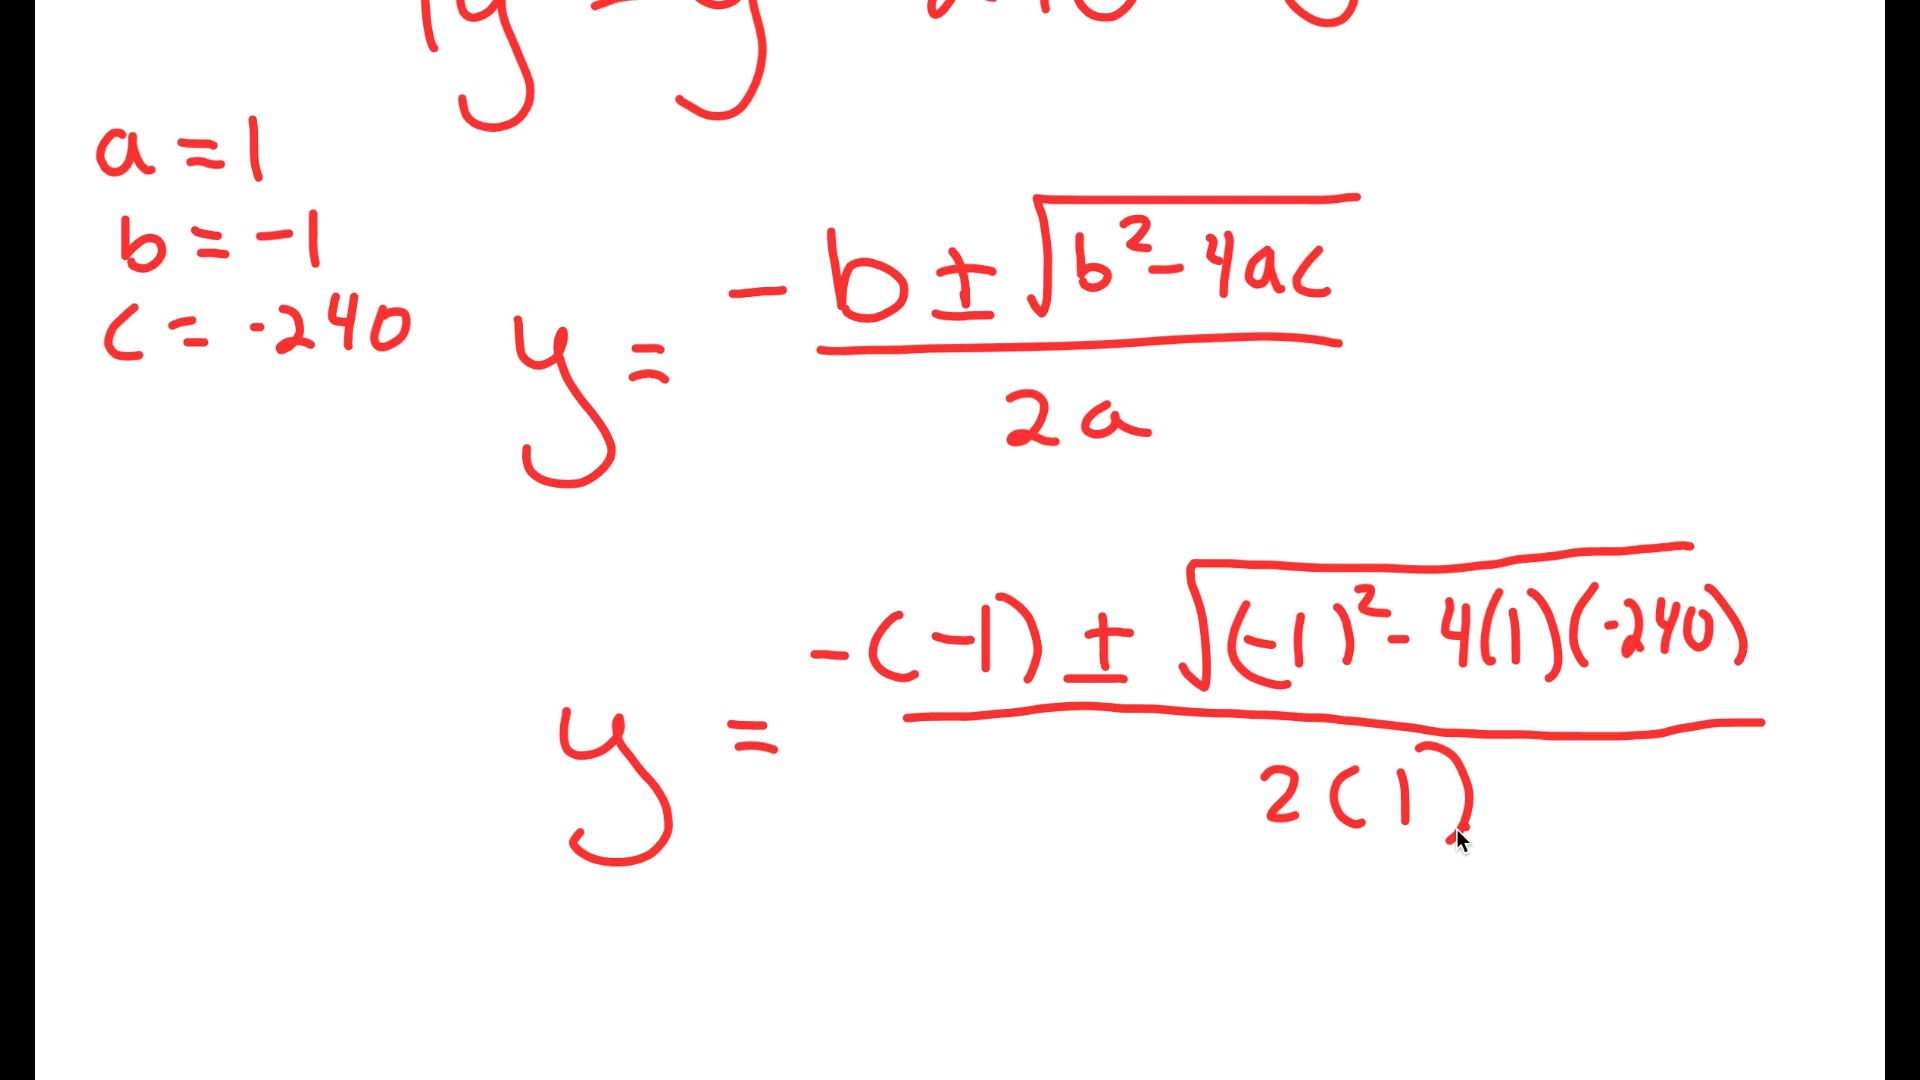 a = 1
b = -1
c = -240
y = -b ± √(b² - 4ac) / 2a
y = -(-1) ± √((-1)² - 4(1)(-240)) / 2(1)